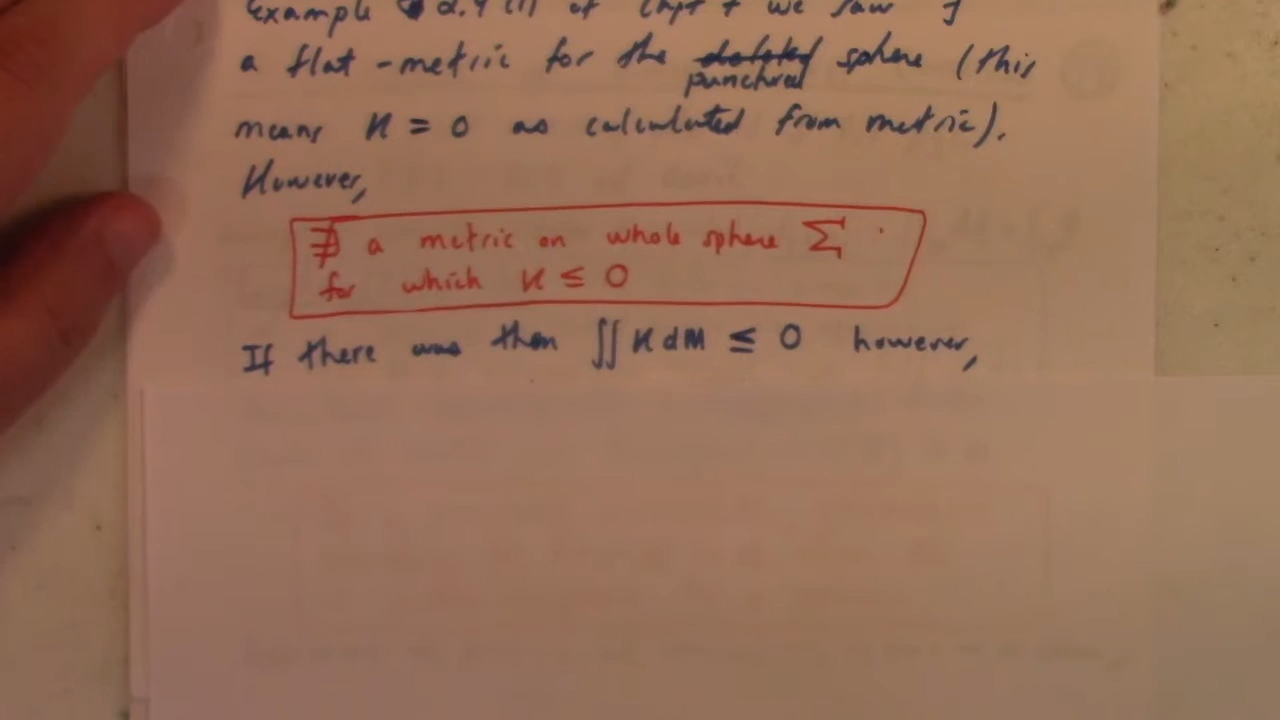 Example 2.4 (1) of Chpt 7 we saw ∃
a flat-metric for the punctured sphere (this
means K = 0 as calculated from metric).
However,
∄ a metric on whole sphere Σ
for which K ≤ 0
If there was then ∬ K dM ≤ 0 however,